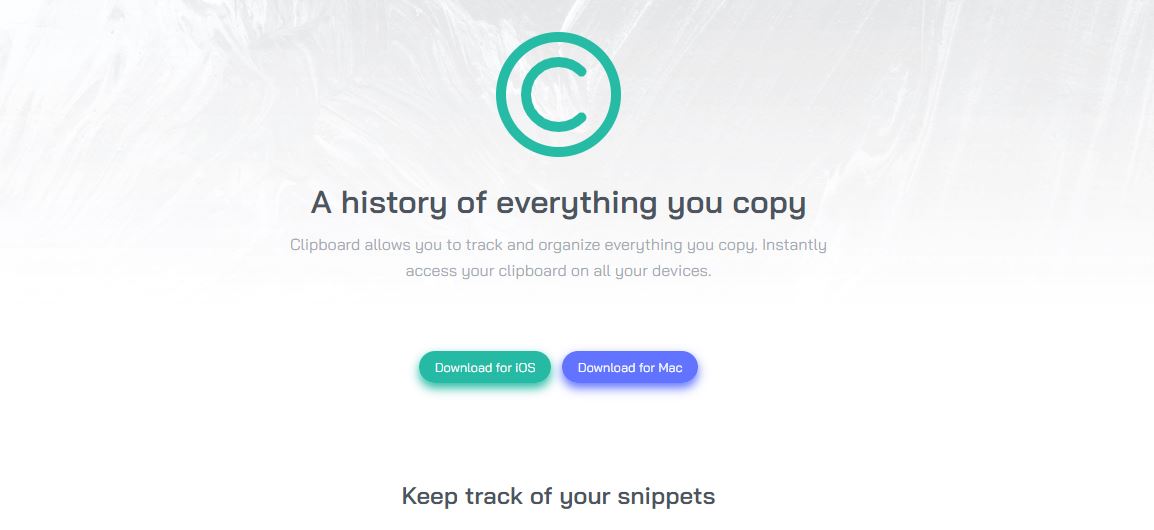 A history of everything you copy
Clipboard allows you to track and organize everything you copy. Instantly
access your clipboard on all your devices.
Download for iOS
Download for Mac
Keep track of your snippets